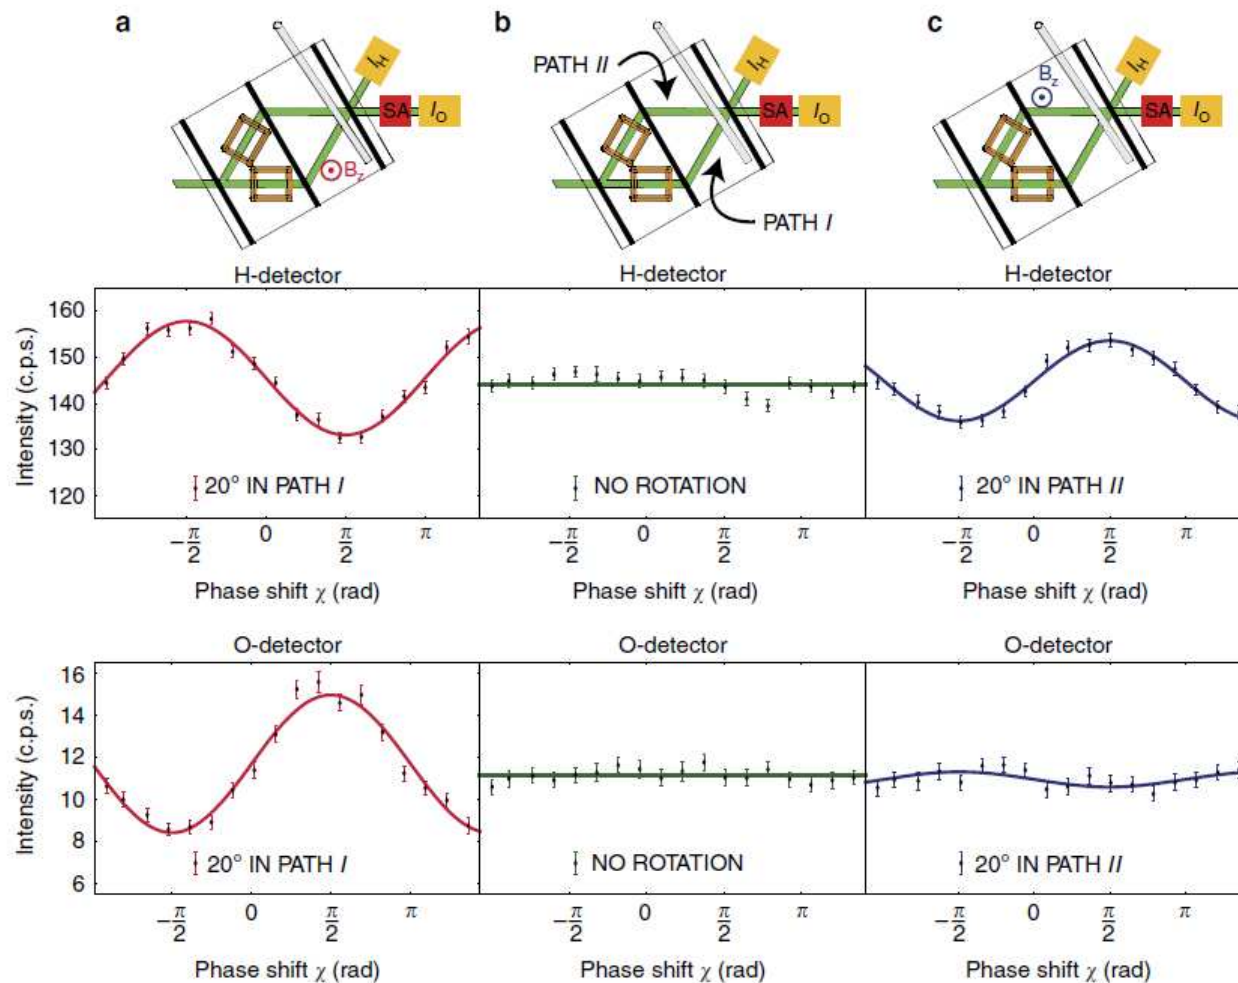 a
b
c
I_H
SA
I_O
B_z
PATH II
PATH I
I_H
SA
I_O
B_z
I_H
SA
I_O
H-detector
H-detector
H-detector
Intensity (c.p.s.)
160
150
140
130
120
20° IN PATH I
NO ROTATION
20° IN PATH II
−π/2 0 π/2 π
−π/2 0 π/2 π
−π/2 0 π/2 π
Phase shift χ (rad)
Phase shift χ (rad)
Phase shift χ (rad)
O-detector
O-detector
O-detector
Intensity (c.p.s.)
16
14
12
10
8
6
20° IN PATH I
NO ROTATION
20° IN PATH II
−π/2 0 π/2 π
−π/2 0 π/2 π
−π/2 0 π/2 π
Phase shift χ (rad)
Phase shift χ (rad)
Phase shift χ (rad)